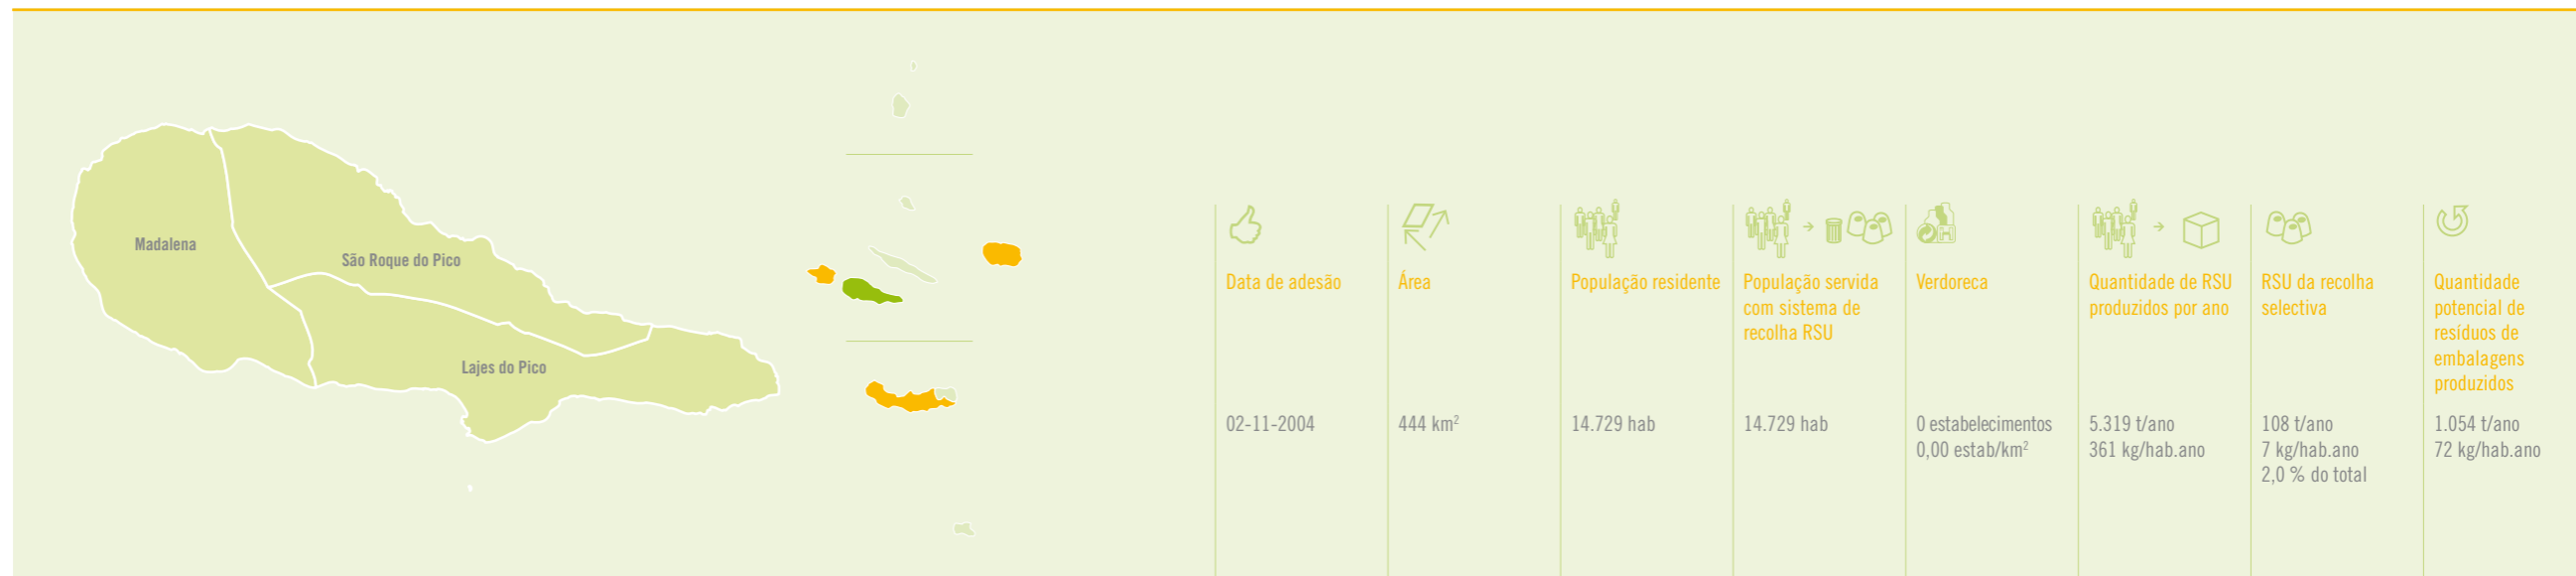 Madalena
São Roque do Pico
Lajes do Pico
Data de adesão
02-11-2004
Área
444 km²
População residente
14.729 hab
População servida
com sistema de
recolha RSU
14.729 hab
Verdoreca
0 estabelecimentos
0,00 estab/km²
Quantidade de RSU
produzidos por ano
5.319 t/ano
361 kg/hab.ano
RSU da recolha
selectiva
108 t/ano
7 kg/hab.ano
2,0 % do total
Quantidade
potencial de
resíduos de
embalagens
produzidos
1.054 t/ano
72 kg/hab.ano